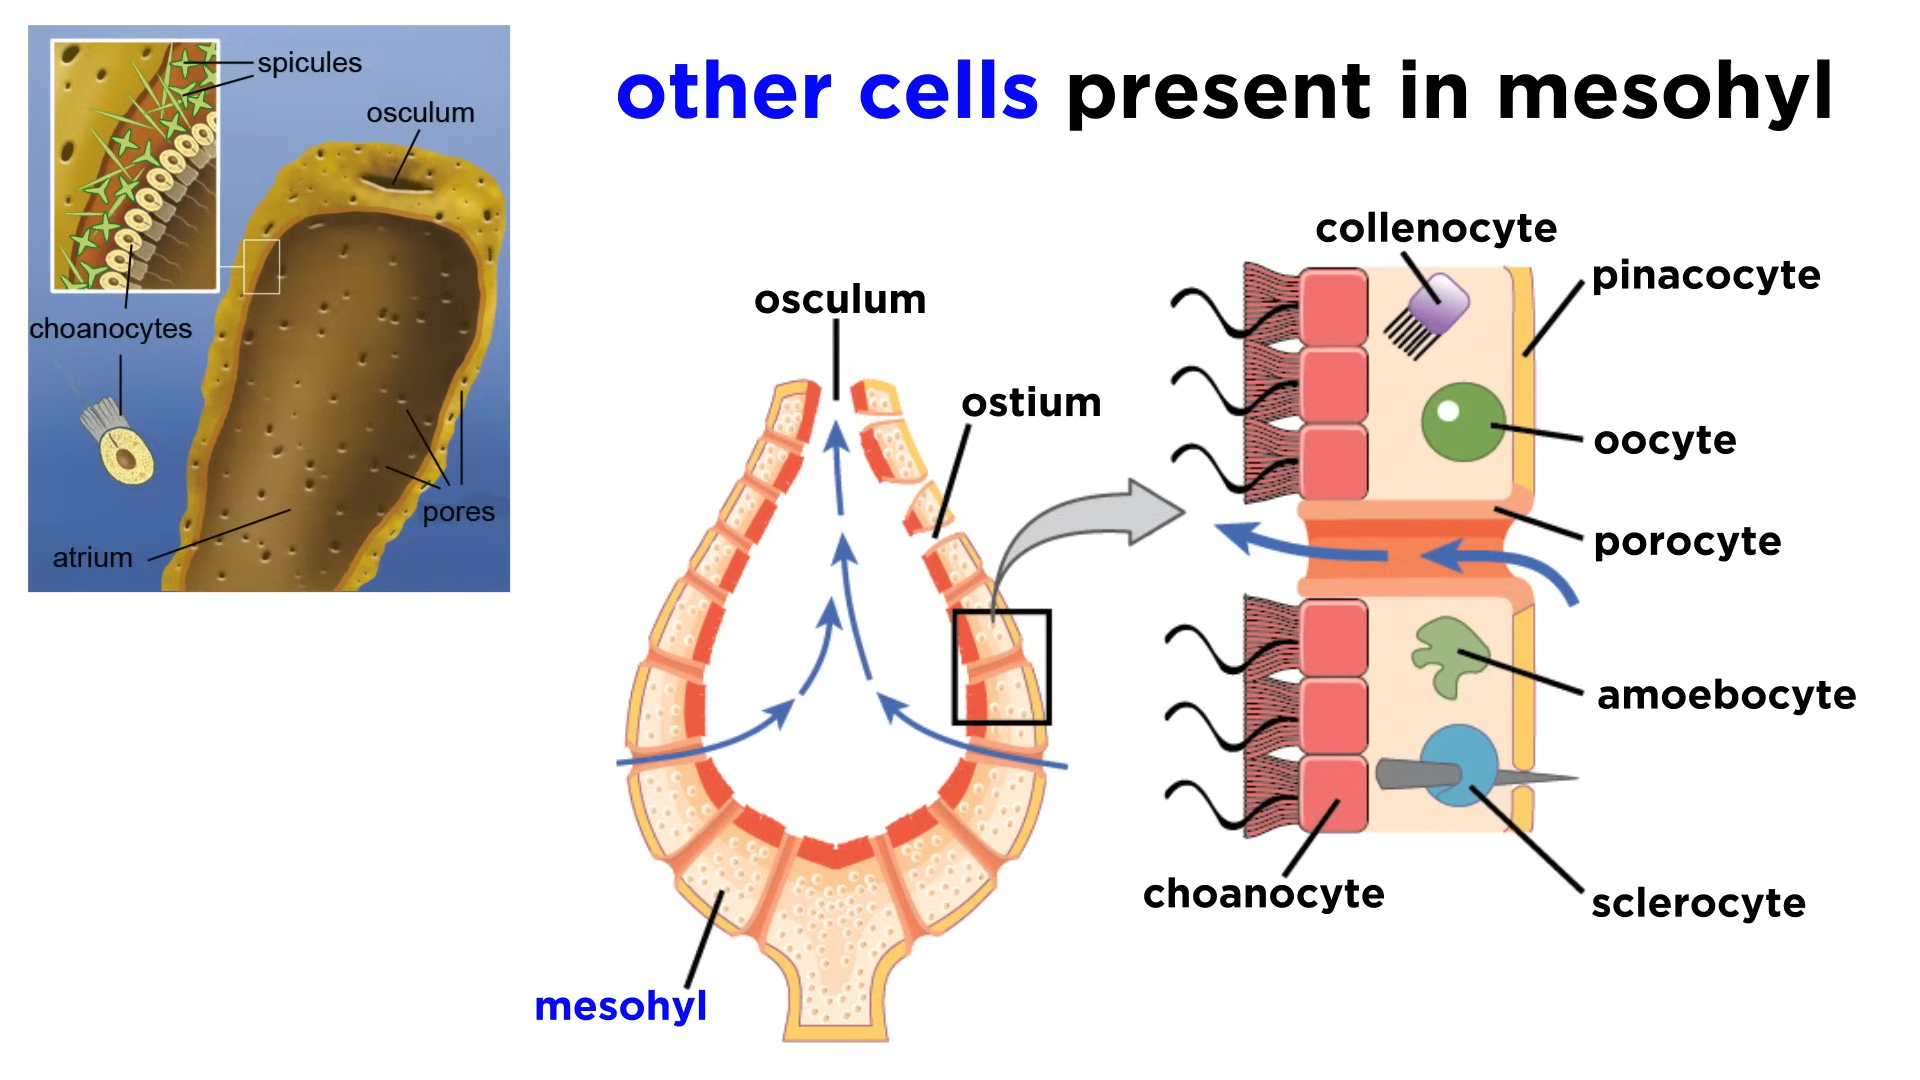 other cells present in mesohyl
spicules
osculum
choanocytes
pores
atrium
osculum
ostium
mesohyl
collenocyte
pinacocyte
oocyte
porocyte
amoebocyte
choanocyte
sclerocyte